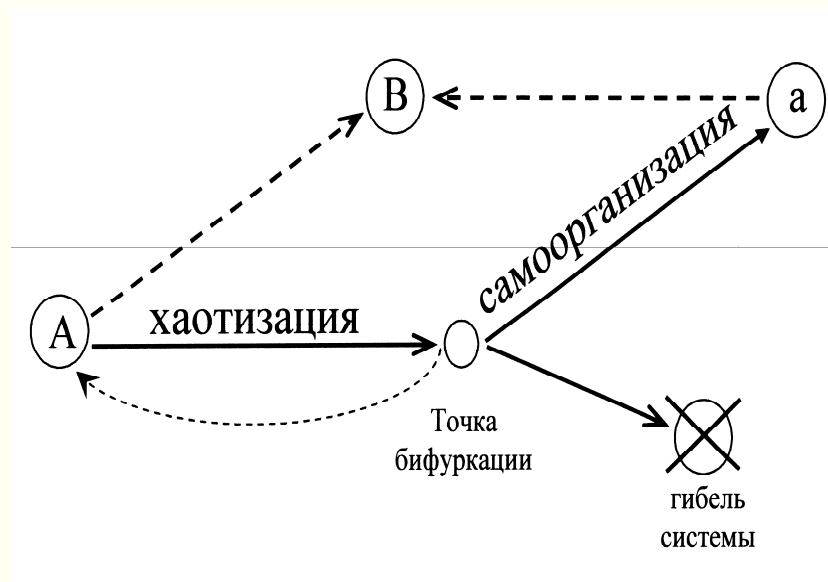 В
а
самоорганизация
А
хаотизация
Точка
бифуркации
гибель
системы